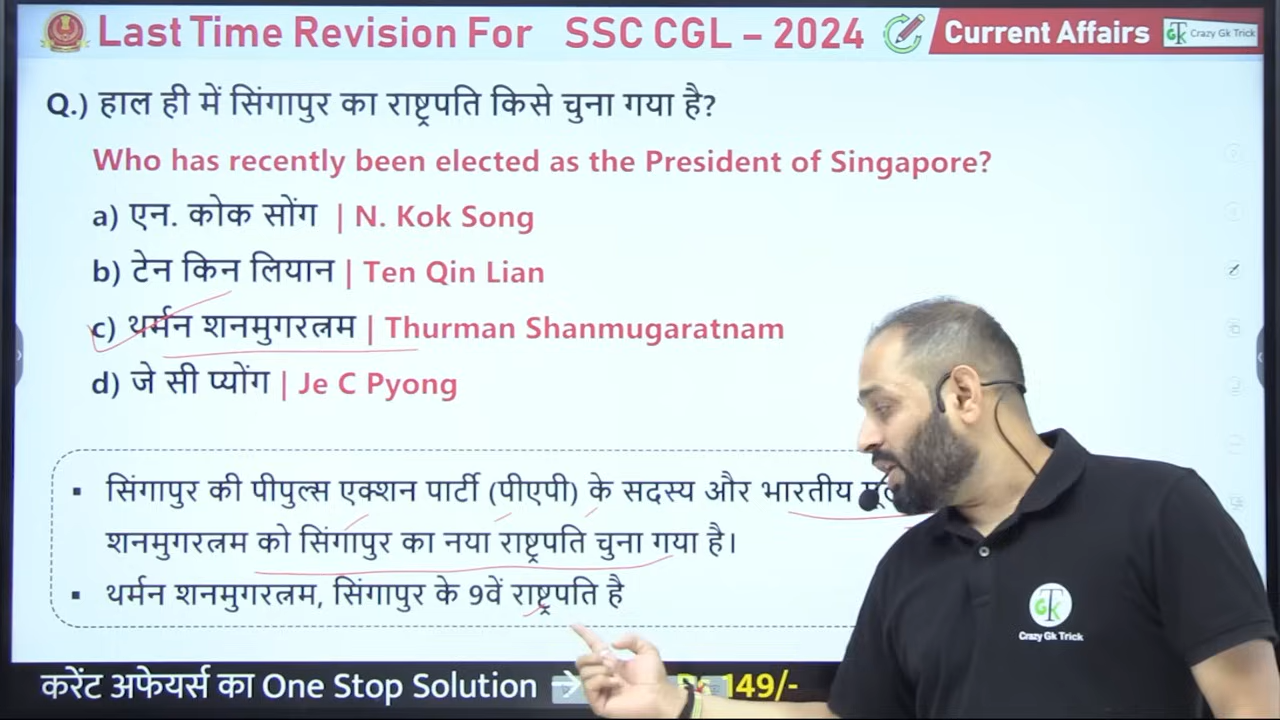 Last Time Revision For SSC CGL – 2024
Current Affairs
Crazy Gk Trick
Q.) हाल ही में सिंगापुर का राष्ट्रपति किसे चुना गया है?
Who has recently been elected as the President of Singapore?
a) एन. कोक सोंग | N. Kok Song
b) टेन किन लियान | Ten Qin Lian
c) थर्मन शनमुगरत्नम | Thurman Shanmugaratnam
d) जे सी प्योंग | Je C Pyong
▪ सिंगापुर की पीपुल्स एक्शन पार्टी (पीएपी) के सदस्य और भारतीय
शनमुगरत्नम को सिंगापुर का नया राष्ट्रपति चुना गया है।
▪ थर्मन शनमुगरत्नम, सिंगापुर के 9वें राष्ट्रपति है
GTK
Crazy Gk Trick
करेंट अफेयर्स का One Stop Solution → 149/-